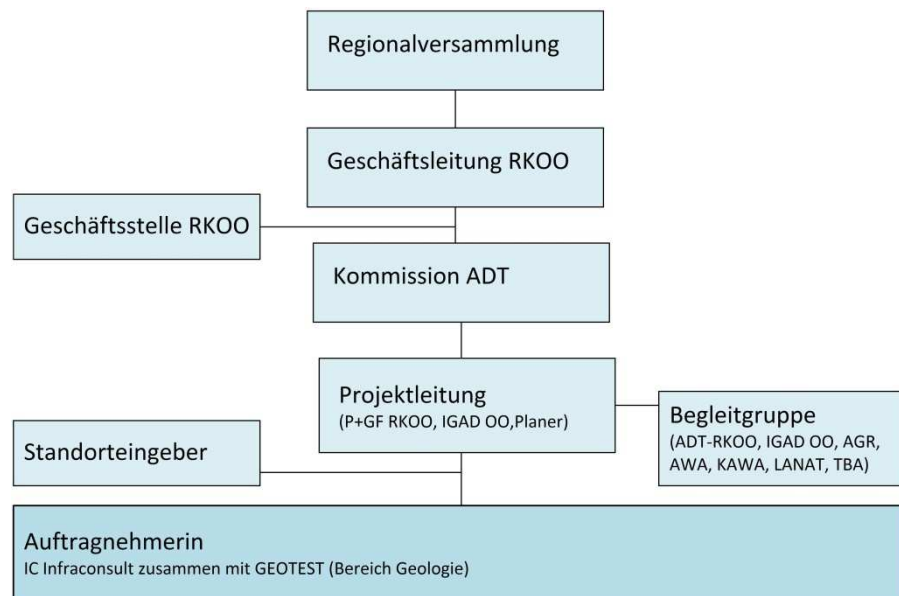 Regionalversammlung
Geschäftsleitung RKOO
Geschäftsstelle RKOO
Kommission ADT
Projektleitung
(P+GF RKOO, IGAD OO,Planer)
Begleitgruppe
(ADT-RKOO, IGAD OO, AGR,
AWA, KAWA, LANAT, TBA)
Standorteingeber
Auftragnehmerin
IC Infraconsult zusammen mit GEOTEST (Bereich Geologie)